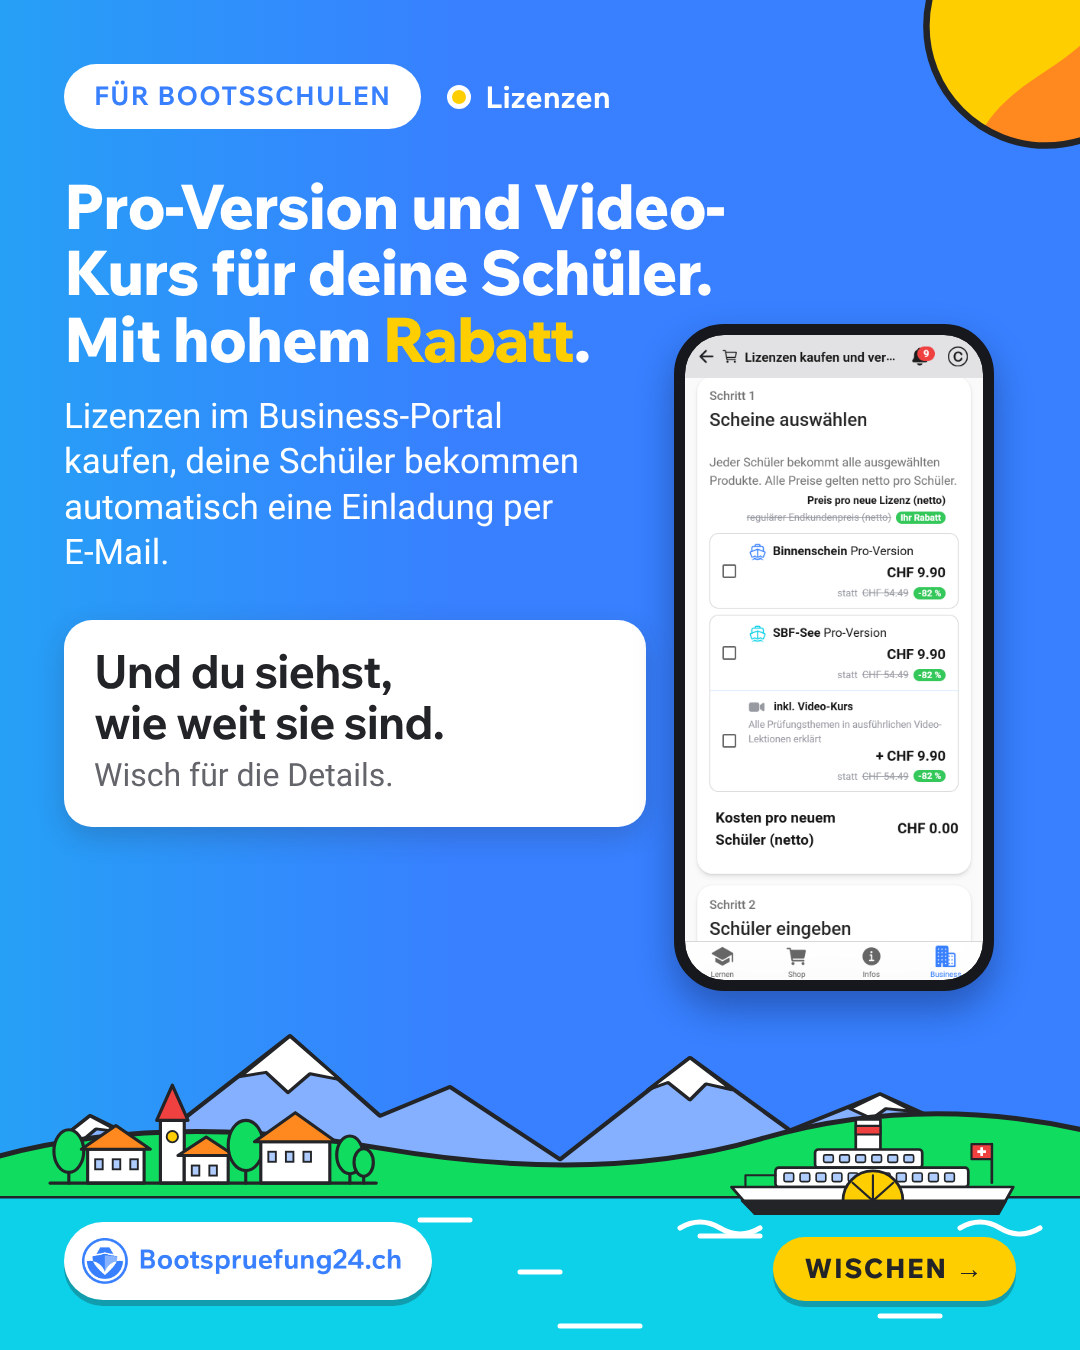 FÜR BOOTSSCHULEN
Lizenzen
Pro-Version und Video-
Kurs für deine Schüler.
Mit hohem Rabatt.
Lizenzen im Business-Portal
kaufen, deine Schüler bekommen
automatisch eine Einladung per
E-Mail.
Und du siehst,
wie weit sie sind.
Wisch für die Details.
Lizenzen kaufen und ver...
9
C
Schritt 1
Scheine auswählen
Jeder Schüler bekommt alle ausgewählten
Produkte. Alle Preise gelten netto pro Schüler.
Preis pro neue Lizenz (netto)
regulärer Endkundenpreis (netto) Ihr Rabatt
Binnenschein Pro-Version
CHF 9.90
statt CHF 54.49 -82 %
SBF-See Pro-Version
CHF 9.90
statt CHF 54.49 -82 %
inkl. Video-Kurs
Alle Prüfungsthemen in ausführlichen Video-
Lektionen erklärt
+ CHF 9.90
statt CHF 54.49 -82 %
Kosten pro neuem
Schüler (netto)
CHF 0.00
Schritt 2
Schüler eingeben
Lernen
Shop
Infos
Business
Bootspruefung24.ch
WISCHEN →